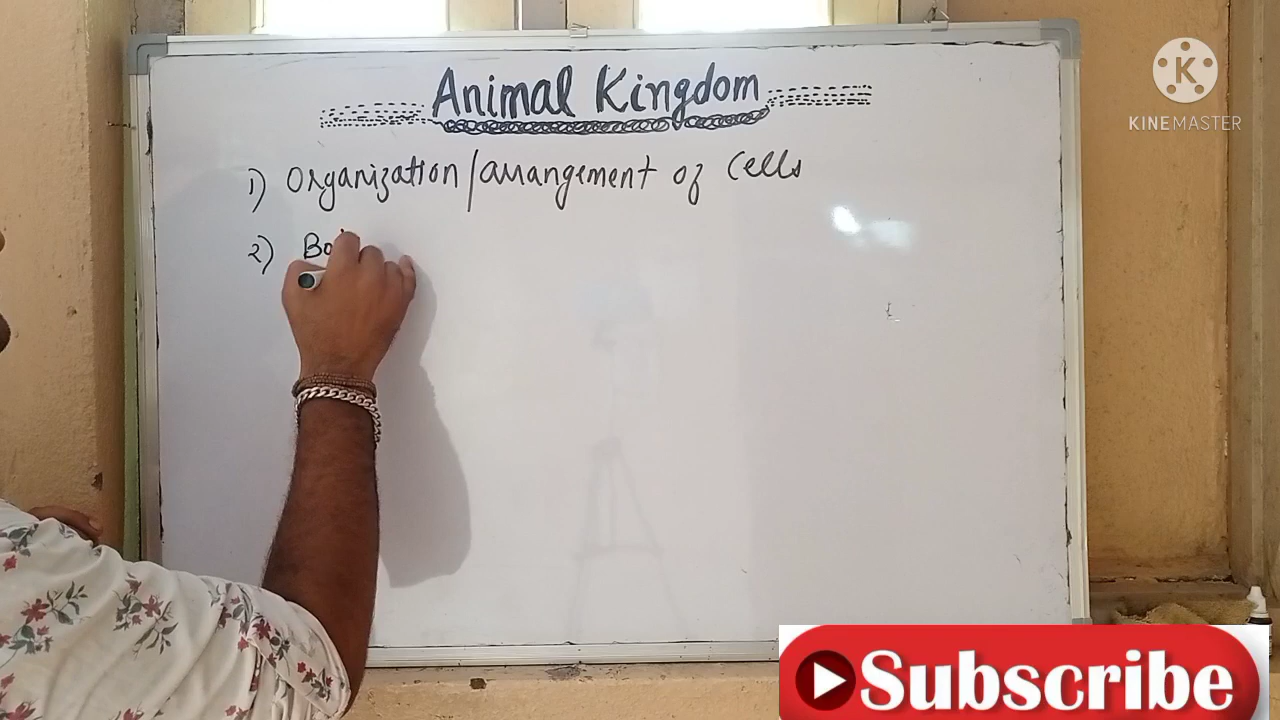 Animal Kingdom
KINEMASTER
1) Organization/arrangement of cells
2)
Subscribe